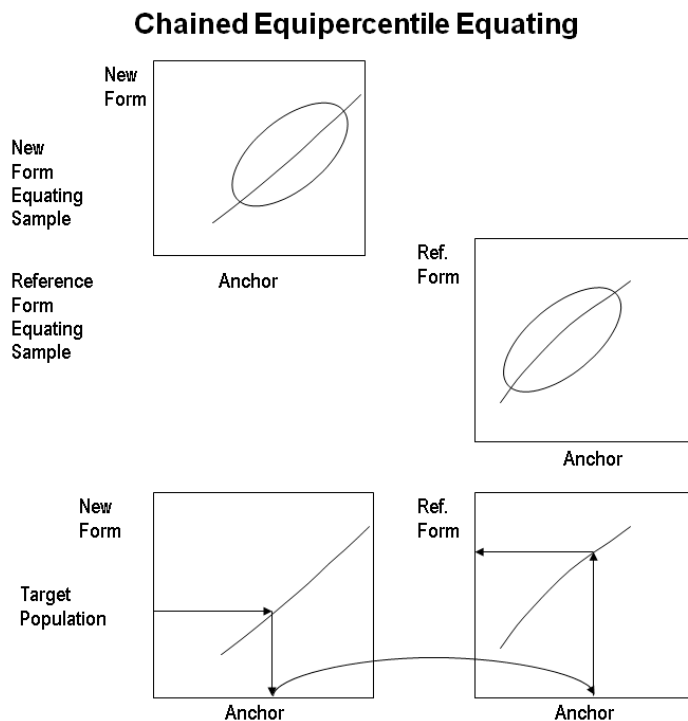 Chained Equipercentile Equating
New
Form
New
Form
Equating
Sample
Anchor
Ref.
Form
Reference
Form
Equating
Sample
Anchor
New
Form
Ref.
Form
Target
Population
Anchor
Anchor